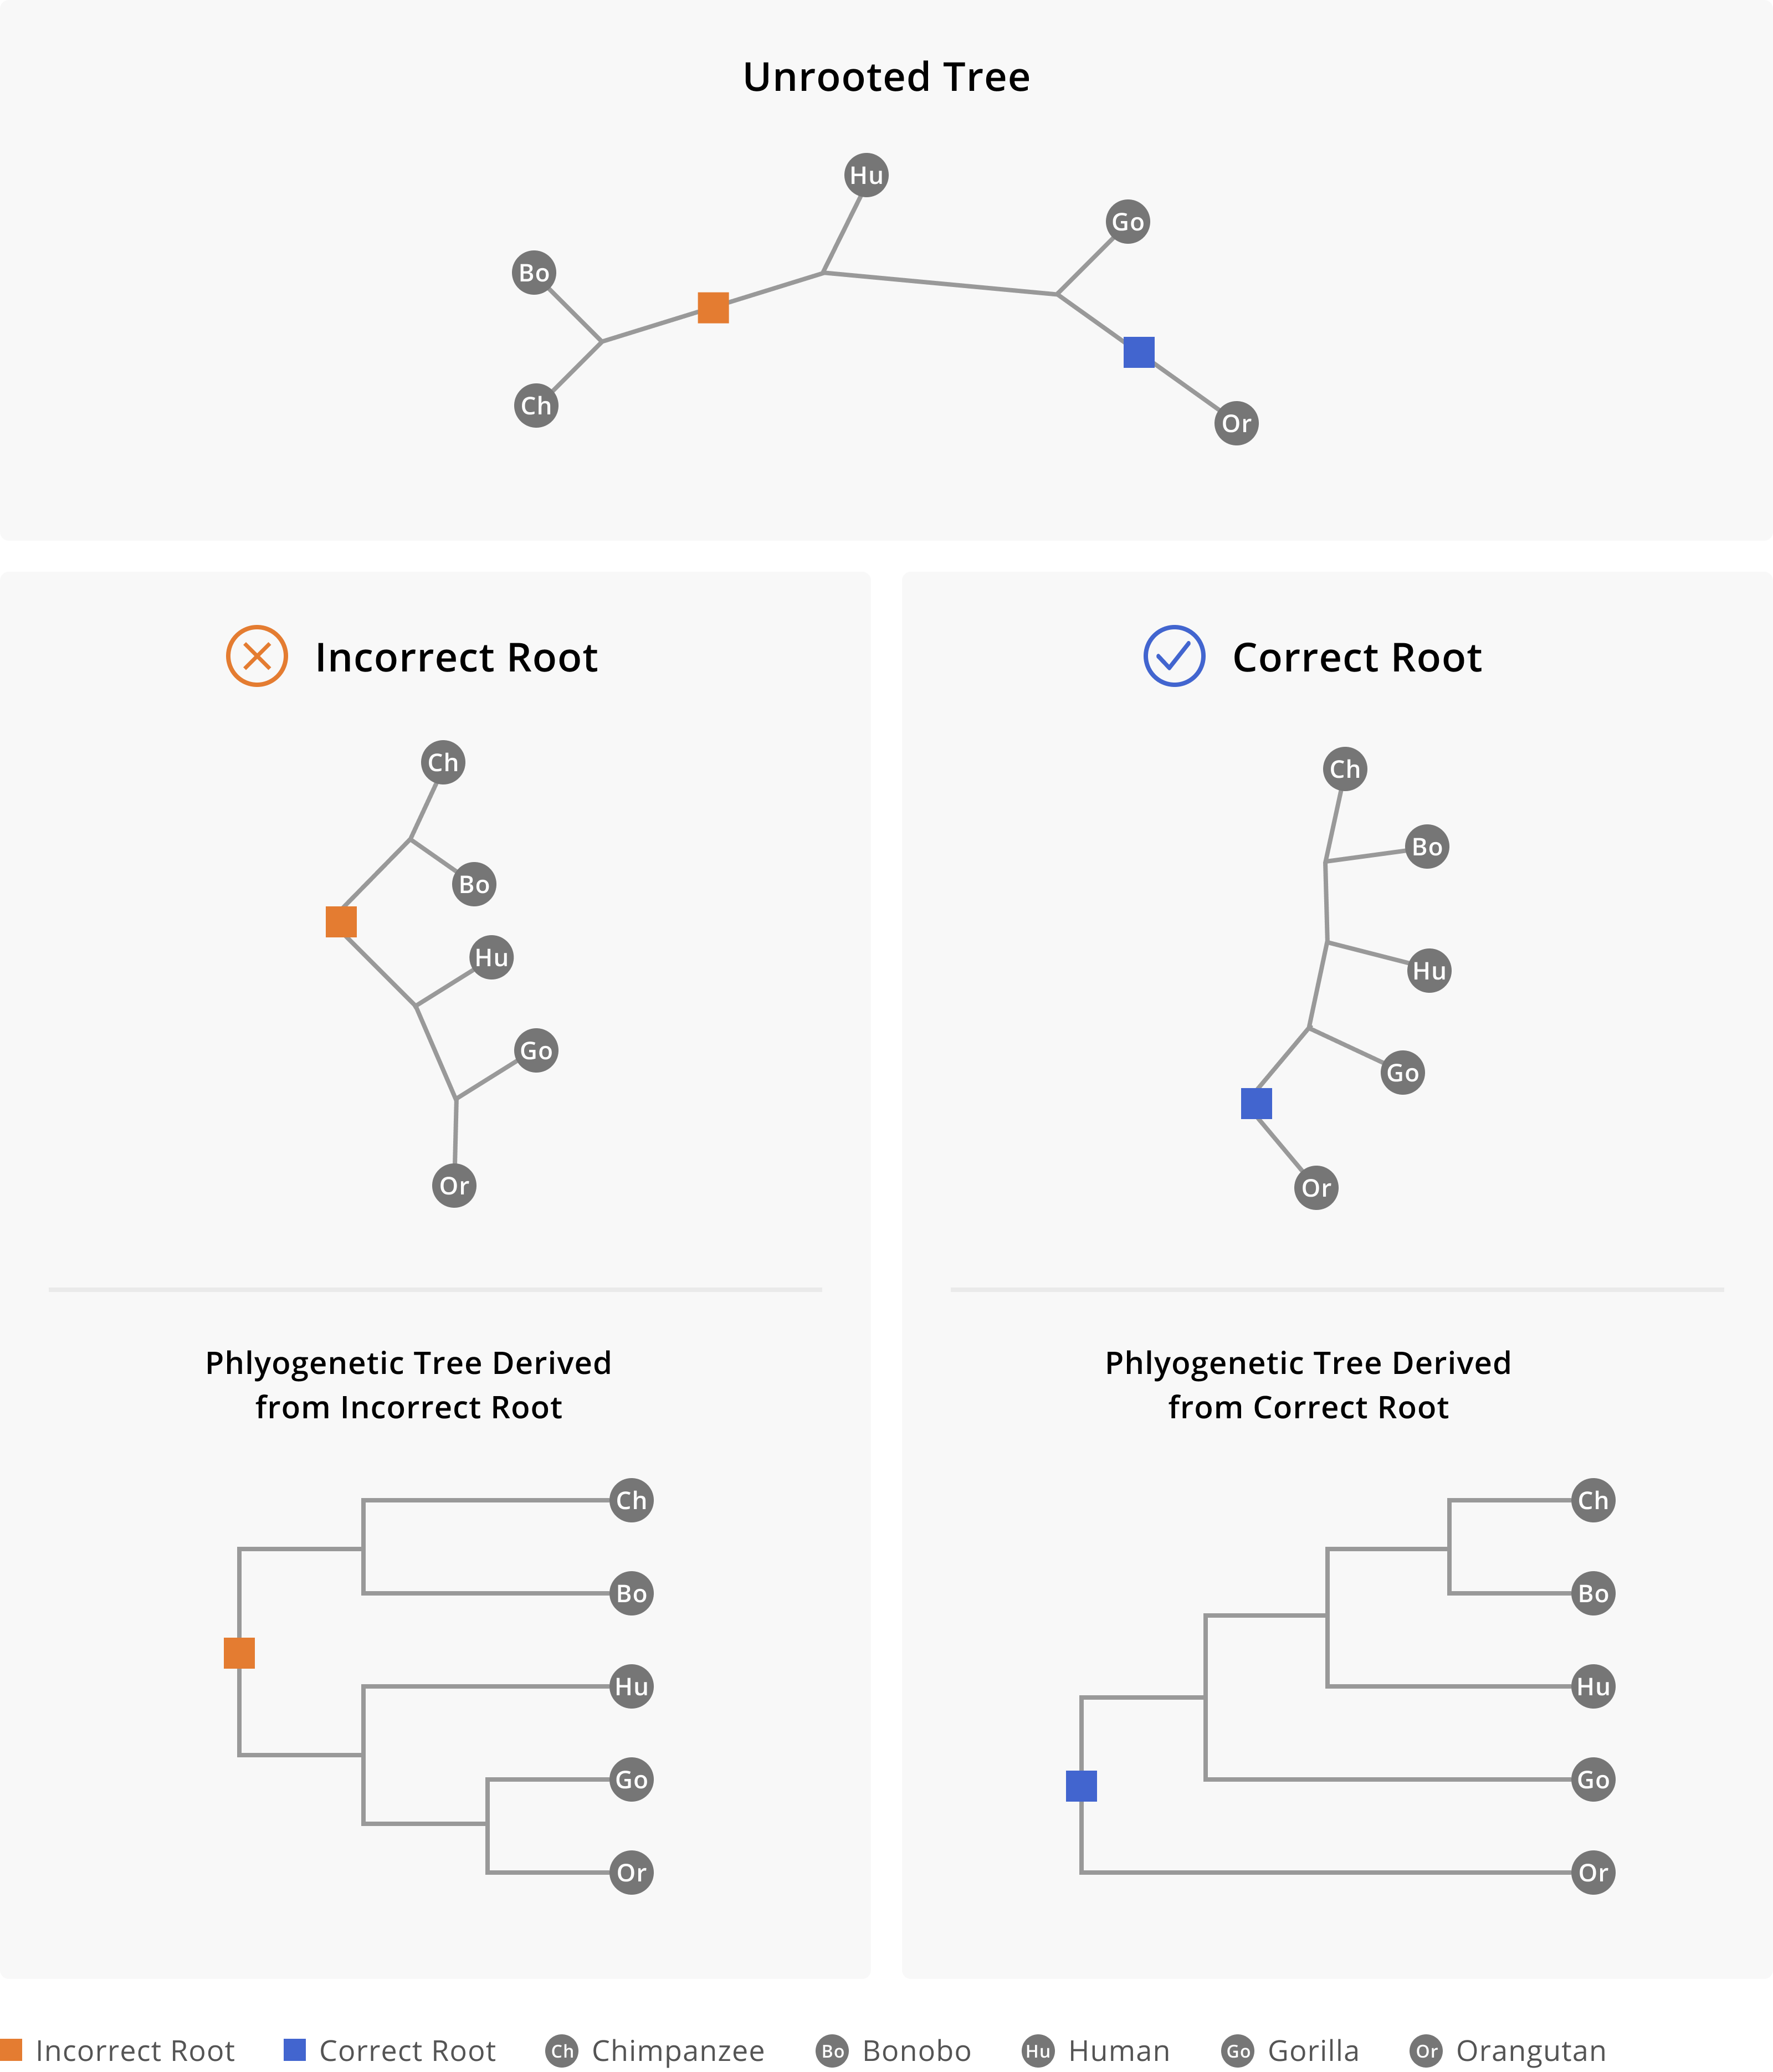 Unrooted Tree
Hu
Go
Bo
Ch
Or
Incorrect Root
Ch
Bo
Hu
Go
Or
Phlyogenetic Tree Derived
from Incorrect Root
Ch
Bo
Hu
Go
Or
Correct Root
Ch
Bo
Hu
Go
Or
Phlyogenetic Tree Derived
from Correct Root
Ch
Bo
Hu
Go
Or
Incorrect Root Correct Root Ch Chimpanzee Bo Bonobo Hu Human Go Gorilla Or Orangutan